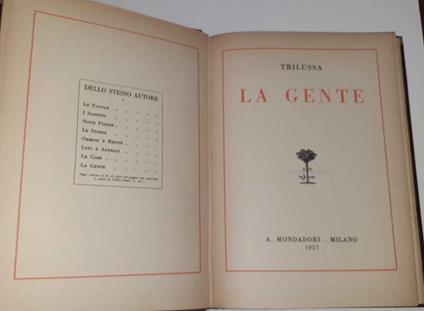 DELLO STESSO AUTORE
Le Favole
I Sonetti
Nove Poesie
Le Storie
Ommini e Bestie
Lupi e Agnelli
Le Cose
La Gente
TRILUSSA
LA GENTE
A. MONDADORI - MILANO
1927